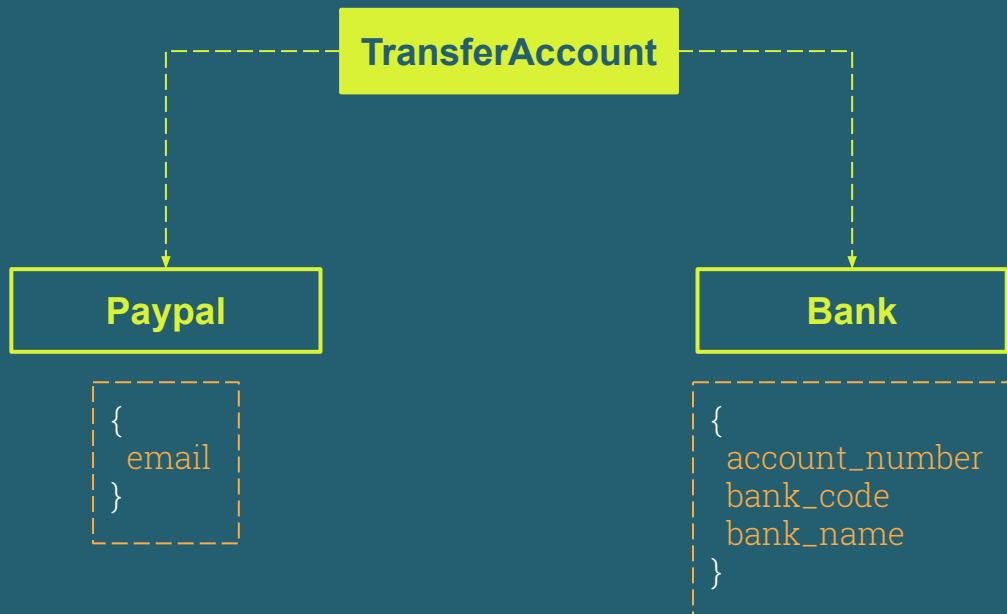 TransferAccount
Paypal
Bank
{
email
}
{
account_number
bank_code
bank_name
}